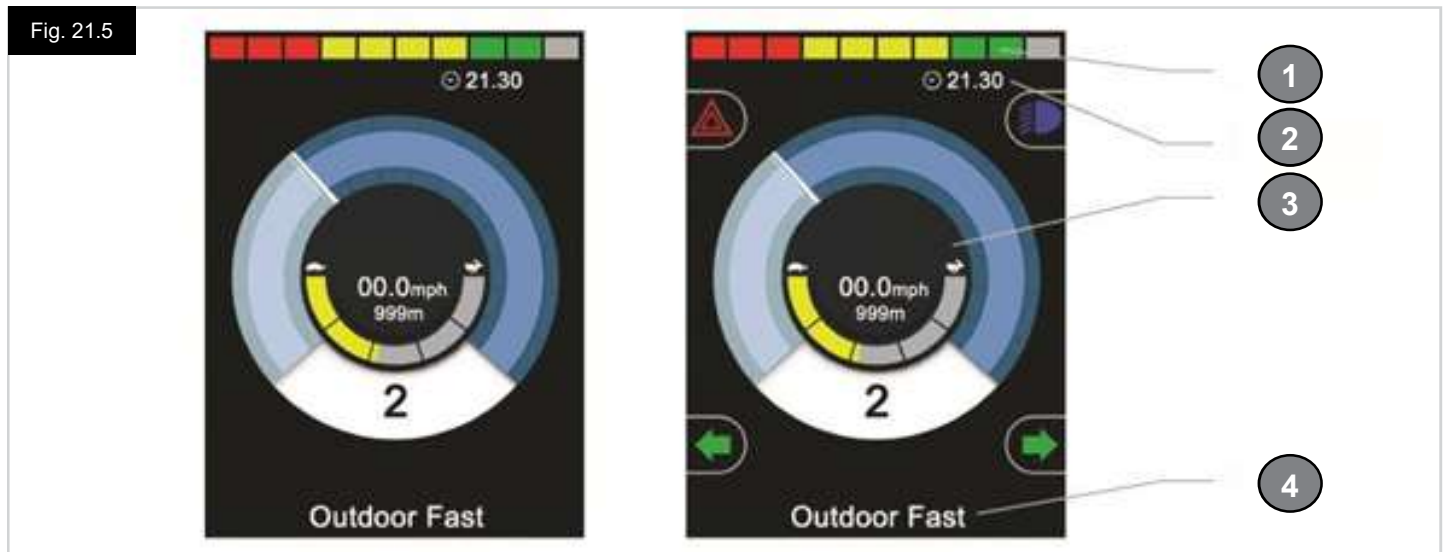 Fig. 21.5
21.30
00.0mph
999m
2
Outdoor Fast
21.30
00.0mph
999m
2
Outdoor Fast
1
2
3
4